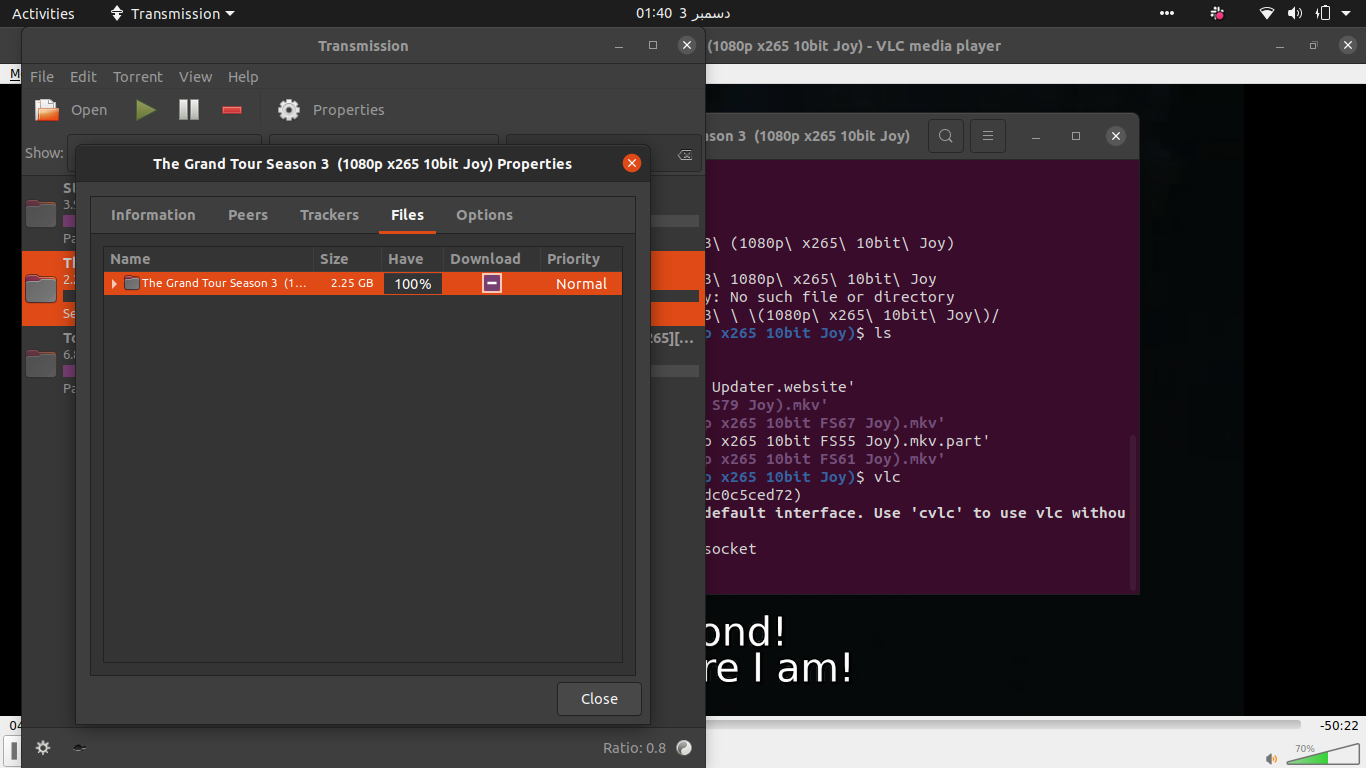 Activities
Transmission
01:40 3 دسمبر
Transmission
(1080p x265 10bit Joy) - VLC media player
File Edit Torrent View Help
Open
Properties
Show:
ason 3 (1080p x265 10bit Joy)
The Grand Tour Season 3 (1080p x265 10bit Joy) Properties
Information Peers Trackers Files Options
Name Size Have Download Priority
The Grand Tour Season 3 (1... 2.25 GB 100% Normal
Close
Ratio: 0.8
265][...
3\ (1080p\ x265\ 10bit\ Joy)
3\ 1080p\ x265\ 10bit\ Joy
y: No such file or directory
3\ \ \(1080p\ x265\ 10bit\ Joy\)/
p x265 10bit Joy)$ ls
Updater.website'
S79 Joy).mkv'
p x265 10bit FS67 Joy).mkv'
p x265 10bit FS55 Joy).mkv.part'
p x265 10bit FS61 Joy).mkv'
p x265 10bit Joy)$ vlc
dc0c5ced72)
default interface. Use 'cvlc' to use vlc withou
socket
ond!
re I am!
04
-50:22
70%